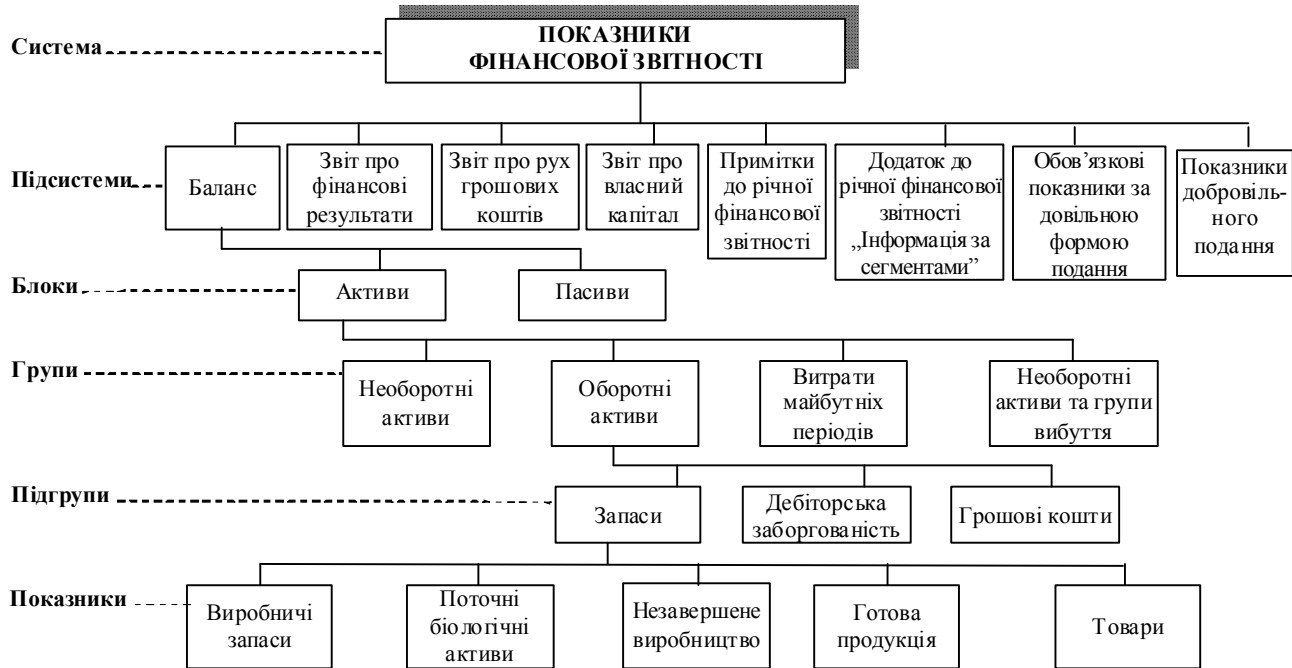 Система
ПОКАЗНИКИ
ФІНАНСОВОЇ ЗВІТНОСТІ
Підсистеми
Баланс
Звіт про
фінансові
результати
Звіт про рух
грошових
коштів
Звіт про
власний
капітал
Примітки
до річної
фінансової
звітності
Додаток до
річної фінансової
звітності
„Інформація за
сегментами”
Обов’язкові
показники за
довільною
формою
подання
Показники
добровіль-
ного
подання
Блоки
Активи
Пасиви
Групи
Необоротні
активи
Оборотні
активи
Витрати
майбутніх
періодів
Необоротні
активи та групи
вибуття
Підгрупи
Запаси
Дебіторська
заборгованість
Грошові кошти
Показники
Виробничі
запаси
Поточні
біологічні
активи
Незавершене
виробництво
Готова
продукція
Товари